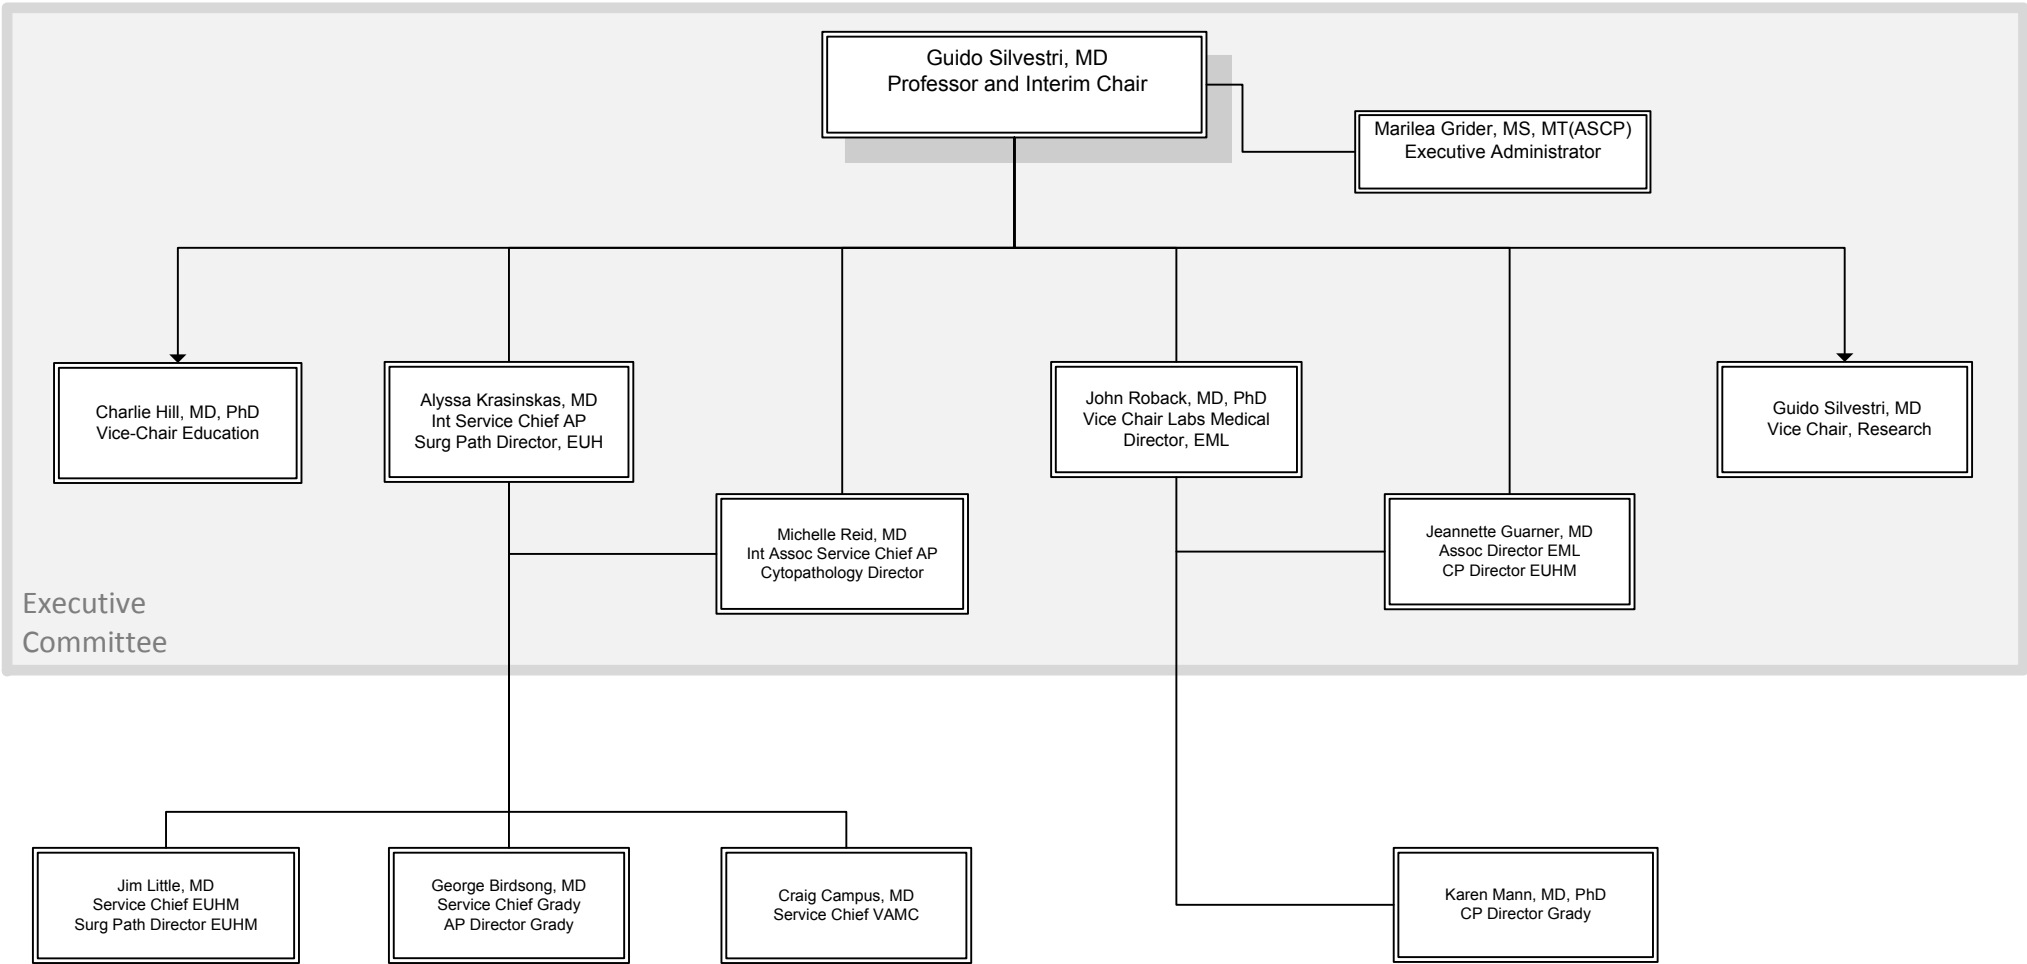 Guido Silvestri, MD
Professor and Interim Chair
Marilea Grider, MS, MT(ASCP)
Executive Administrator
Charlie Hill, MD, PhD
Vice-Chair Education
Alyssa Krasinskas, MD
Int Service Chief AP
Surg Path Director, EUH
Michelle Reid, MD
Int Assoc Service Chief AP
Cytopathology Director
John Roback, MD, PhD
Vice Chair Labs Medical
Director, EML
Jeannette Guarner, MD
Assoc Director EML
CP Director EUHM
Guido Silvestri, MD
Vice Chair, Research
Executive
Committee
Jim Little, MD
Service Chief EUHM
Surg Path Director EUHM
George Birdsong, MD
Service Chief Grady
AP Director Grady
Craig Campus, MD
Service Chief VAMC
Karen Mann, MD, PhD
CP Director Grady